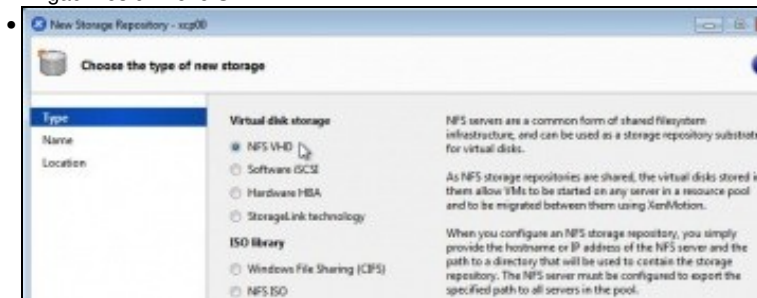 New Storage Repository - xcp00
Choose the type of new storage
Type
Name
Location
Virtual disk storage
NFS VHD
Software iSCSI
Hardware HBA
StorageLink technology
ISO library
Windows File Sharing (CIFS)
NFS ISO
NFS servers are a common form of shared filesystem
infrastructure, and can be used as a storage repository substrate
for virtual disks.
As NFS storage repositories are shared, the virtual disks stored in
them allow VMs to be started on any server in a resource pool
and to be migrated between them using XenMotion.
When you configure an NFS storage repository, you simply
provide the hostname or IP address of the NFS server and the
path to a directory that will be used to contain the storage
repository. The NFS server must be configured to export the
specified path to all servers in the pool.